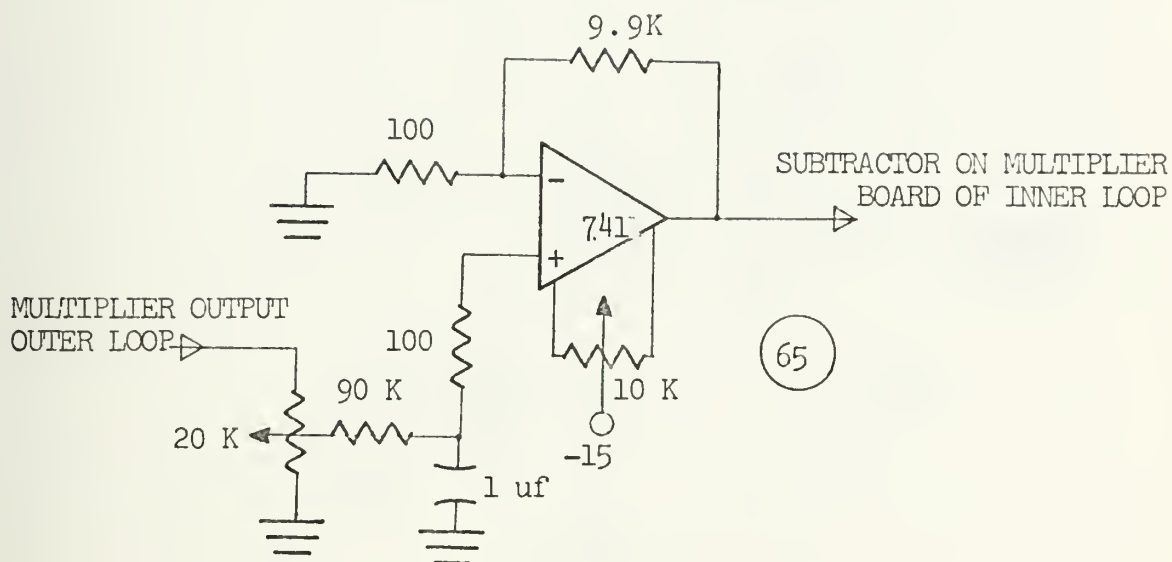 9.9K
100
SUBTRACTOR ON MULTIPLIER
BOARD OF INNER LOOP
-
741
+
MULTIPLIER OUTPUT
OUTER LOOP
100
65
90 K
10 K
20 K
-15
1 uf